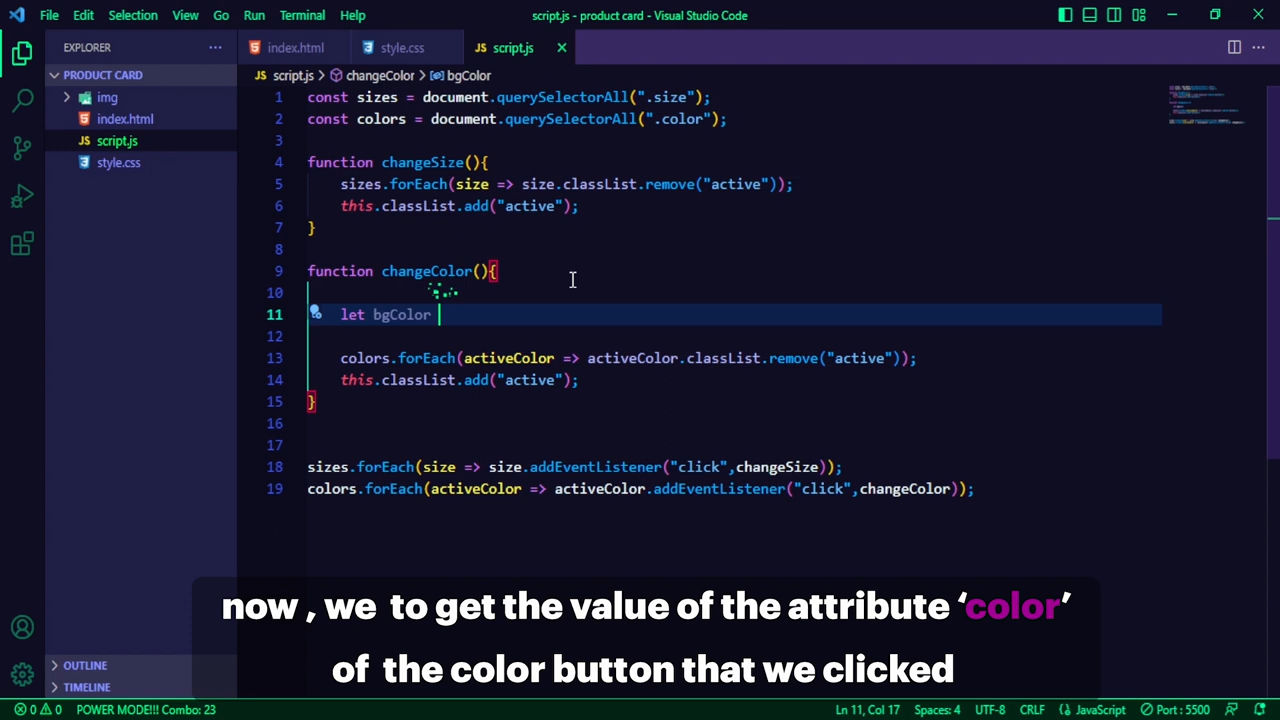 File Edit Selection View Go Run Terminal Help script.js - product card - Visual Studio Code
EXPLORER
index.html
style.css
JS script.js
PRODUCT CARD
JS script.js > changeColor > bgColor
img
index.html
JS script.js
style.css
1 const sizes = document.querySelectorAll(".size");
2 const colors = document.querySelectorAll(".color");
3
4 function changeSize(){
5 sizes.forEach(size => size.classList.remove("active"));
6 this.classList.add("active");
7 }
8
9 function changeColor(){
10
11 let bgColor
12
13 colors.forEach(activeColor => activeColor.classList.remove("active"));
14 this.classList.add("active");
15 }
16
17
18 sizes.forEach(size => size.addEventListener("click",changeSize));
19 colors.forEach(activeColor => activeColor.addEventListener("click",changeColor));
now , we to get the value of the attribute ‘color’
of the color button that we clicked
OUTLINE
TIMELINE
0 0 POWER MODE!!! Combo: 23 Ln 11, Col 17 Spaces: 4 UTF-8 CRLF JavaScript Port : 5500